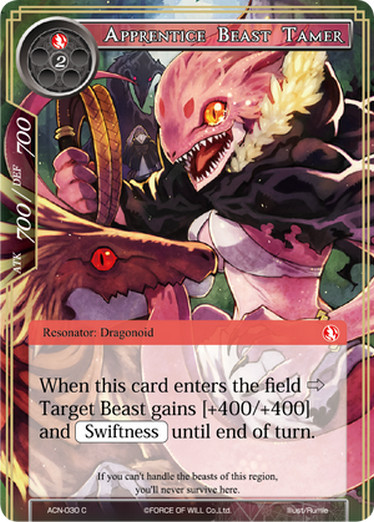 Apprentice Beast Tamer
2
ATK 700 / DEF 700
Resonator: Dragonoid
When this card enters the field ⇨
Target Beast gains [+400/+400]
and Swiftness until end of turn.
If you can't handle the beasts of this region,
you'll never survive here.
ACN-030 C ©FORCE OF WILL Co.,Ltd. Illust/Rumie